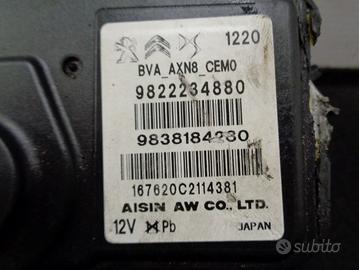 1220
BVA_AXN8_CEMO
9822234880
9838184280
167620C2114381
AISIN AW CO., LTD.
12V Pb JAPAN
subito